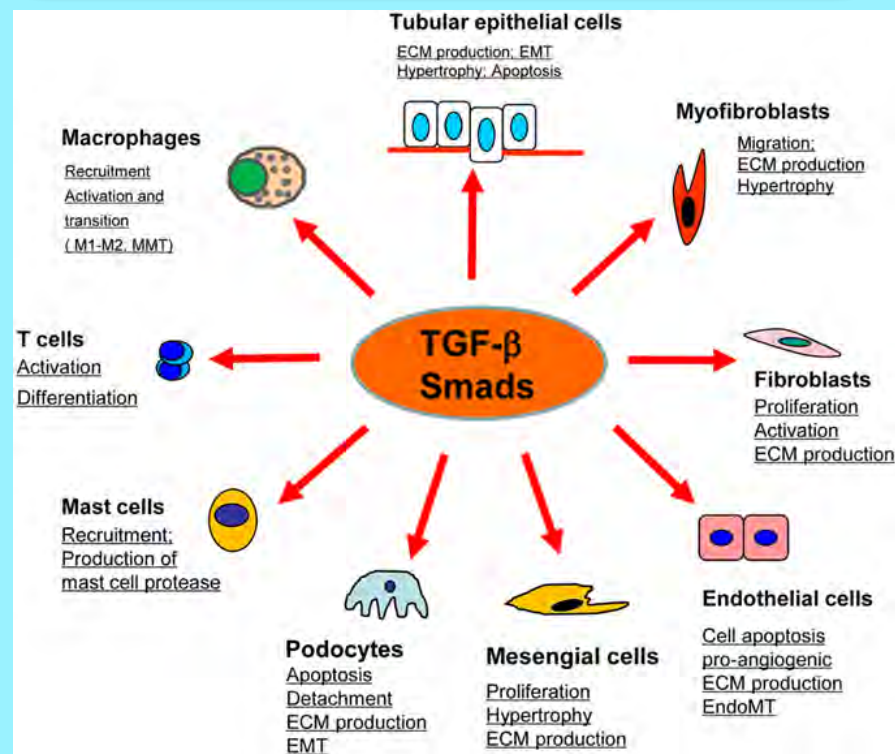 Tubular epithelial cells
ECM production; EMT
Hypertrophy; Apoptosis
Myofibroblasts
Migration;
ECM production
Hypertrophy
Macrophages
Recruitment
Activation and
transition
( M1-M2, MMT)
TGF-β
Smads
T cells
Activation
Differentiation
Fibroblasts
Proliferation
Activation
ECM production
Mast cells
Recruitment;
Production of
mast cell protease
Endothelial cells
Cell apoptosis
pro-angiogenic
ECM production
EndoMT
Podocytes
Apoptosis
Detachment
ECM production
EMT
Mesengial cells
Proliferation
Hypertrophy
ECM production